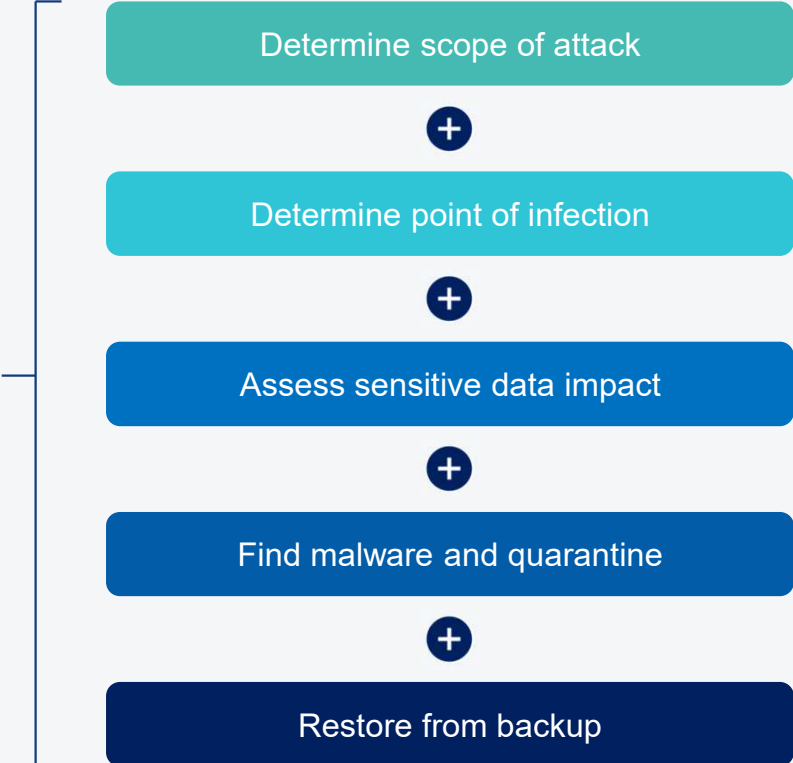 Determine scope of attack
Determine point of infection
Assess sensitive data impact
Find malware and quarantine
Restore from backup